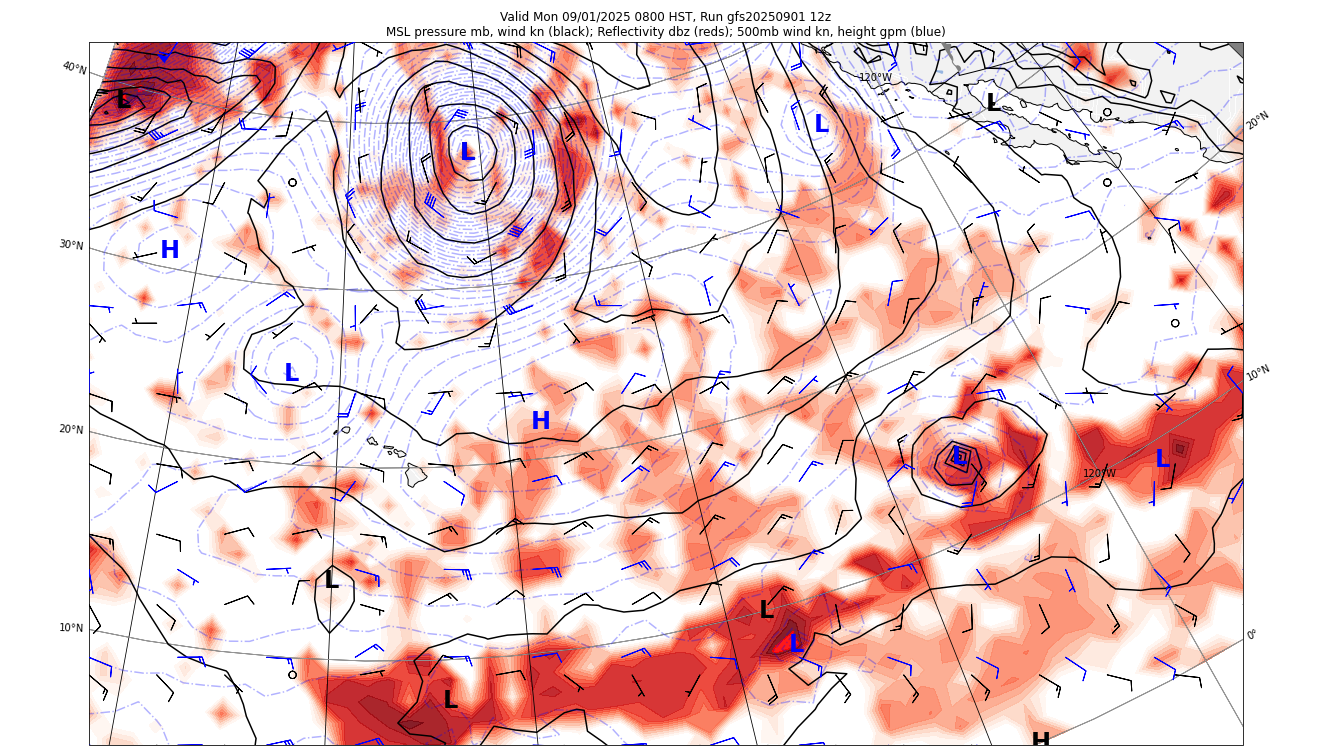 Valid Mon 09/01/2025 0800 HST, Run gfs20250901 12z
MSL pressure mb, wind kn (black); Reflectivity dbz (reds); 500mb wind kn, height gpm (blue)
40°N
120°W
L
L
L
20°N
L
30°N
H
L
10°N
20°N
H
L
L
120°W
L
L
10°N
L
0°
L
H